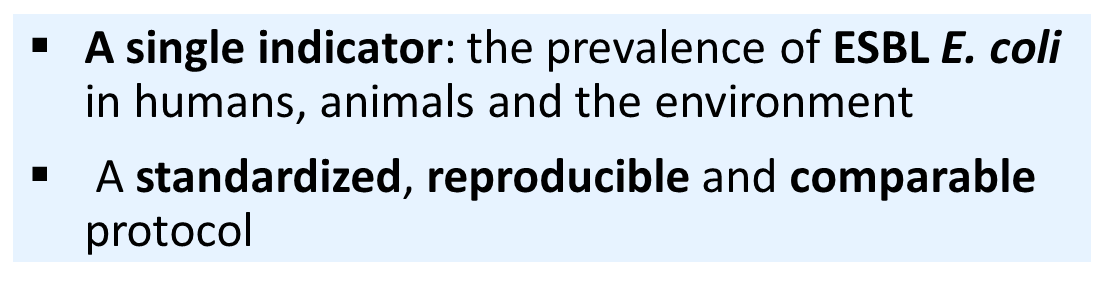 ▪ A single indicator: the prevalence of ESBL E. coli
in humans, animals and the environment
▪ A standardized, reproducible and comparable
protocol